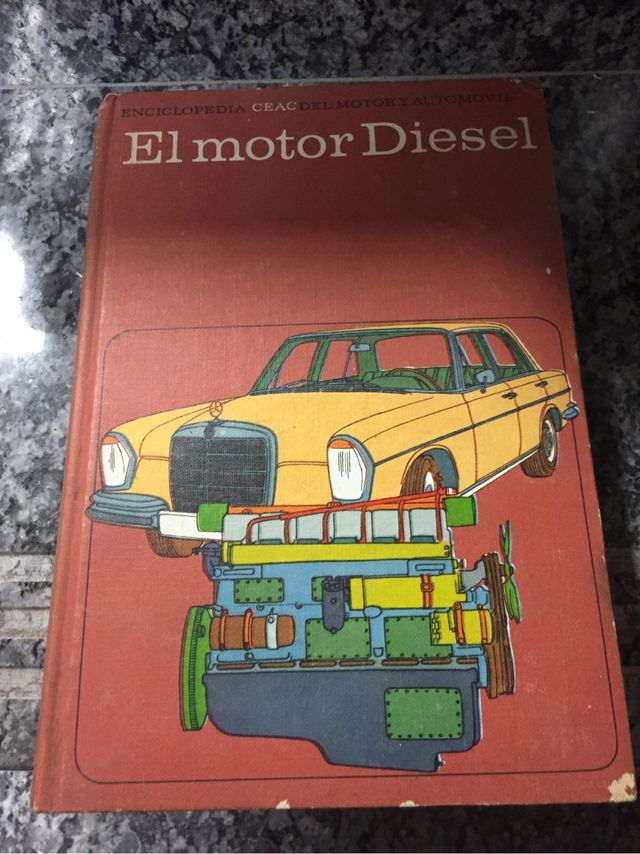 ENCICLOPEDIA CEAC DEL MOTOR Y AUTOMOVIL
El motor Diesel